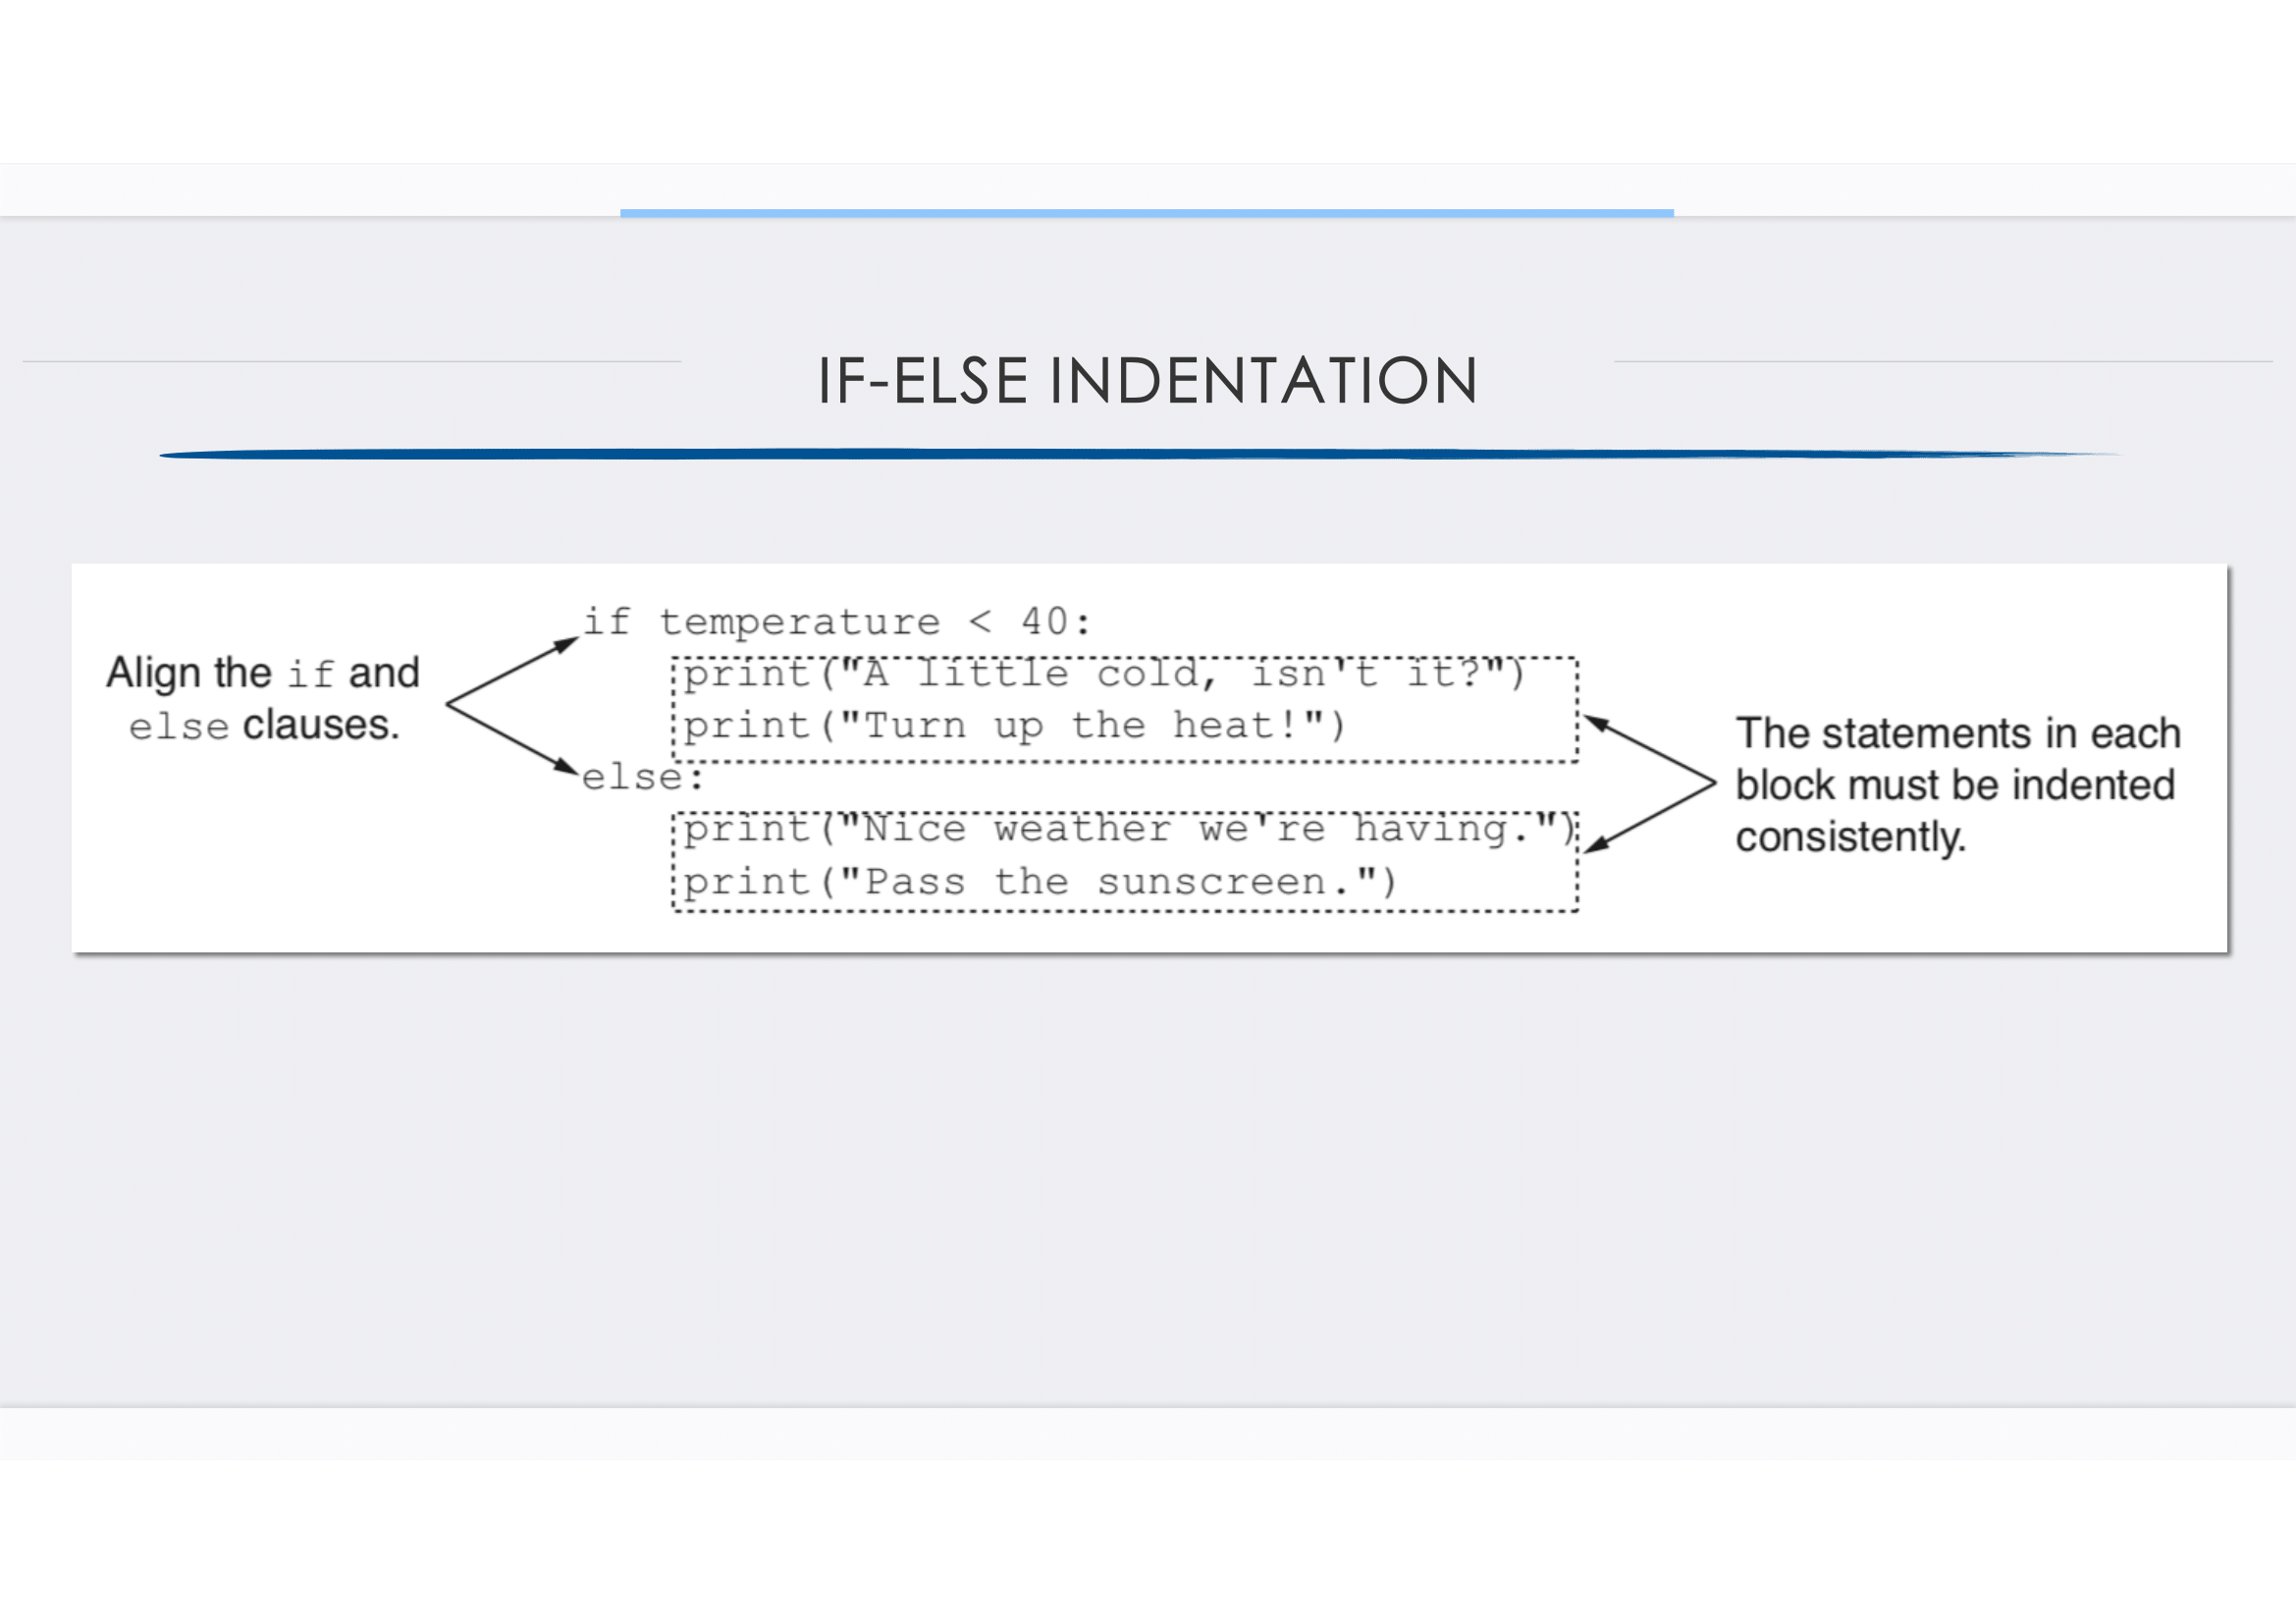 IF-ELSE INDENTATION
Align the if and
else clauses.
if temperature < 40:
print("A little cold, isn't it?")
print("Turn up the heat!")
else:
print("Nice weather we're having.")
print("Pass the sunscreen.")
The statements in each
block must be indented
consistently.